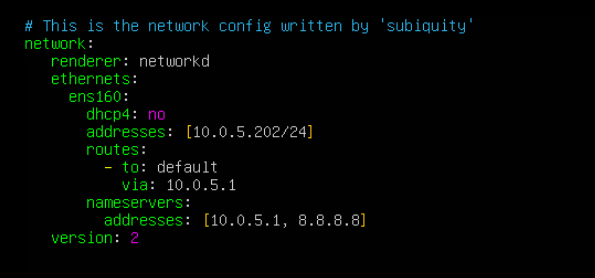 # This is the network config written by 'subiquity'
network:
   renderer: networkd
   ethernets:
     ens160:
       dhcp4: no
       addresses: [10.0.5.202/24]
       routes:
         - to: default
           via: 10.0.5.1
       nameservers:
         addresses: [10.0.5.1, 8.8.8.8]
   version: 2